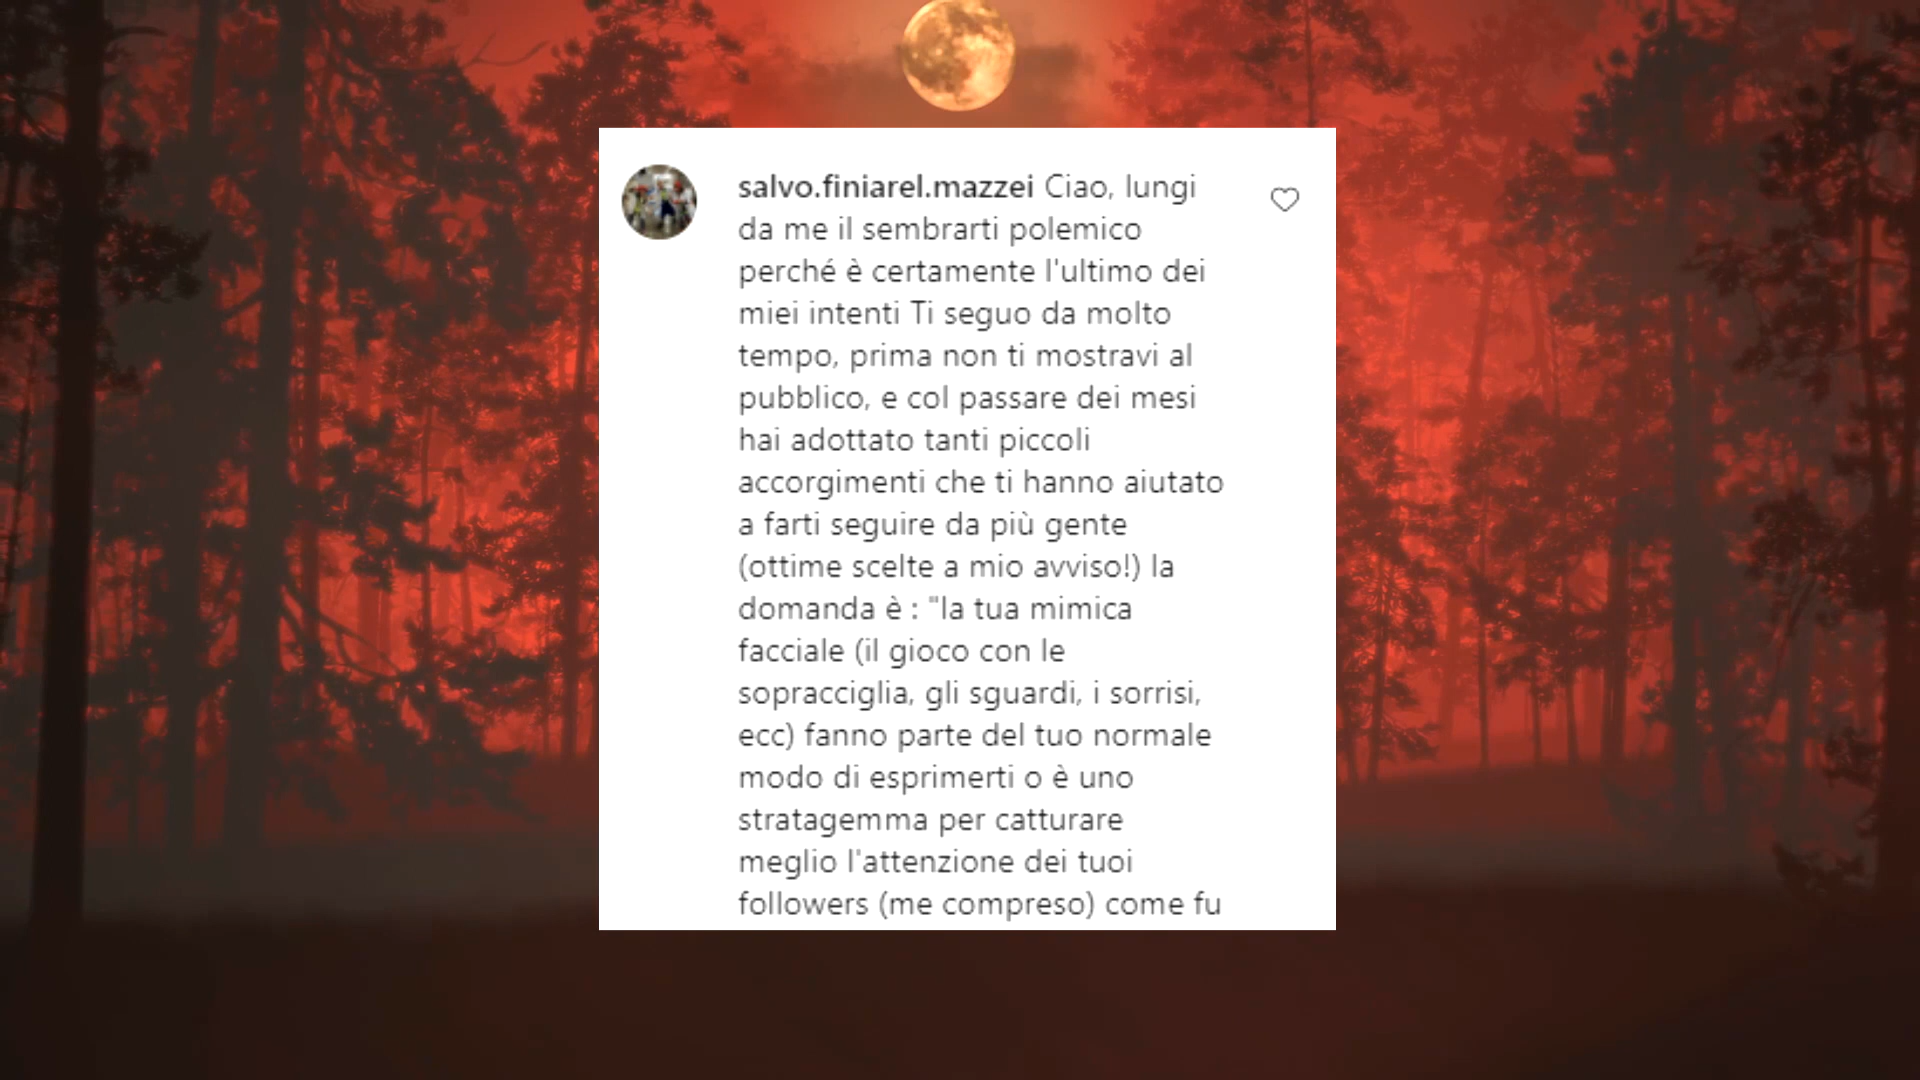 salvo.finiarel.mazzei Ciao, lungi
da me il sembrarti polemico
perché è certamente l'ultimo dei
miei intenti Ti seguo da molto
tempo, prima non ti mostravi al
pubblico, e col passare dei mesi
hai adottato tanti piccoli
accorgimenti che ti hanno aiutato
a farti seguire da più gente
(ottime scelte a mio avviso!) la
domanda è : "la tua mimica
facciale (il gioco con le
sopracciglia, gli sguardi, i sorrisi,
ecc) fanno parte del tuo normale
modo di esprimerti o è uno
stratagemma per catturare
meglio l'attenzione dei tuoi
followers (me compreso) come fu